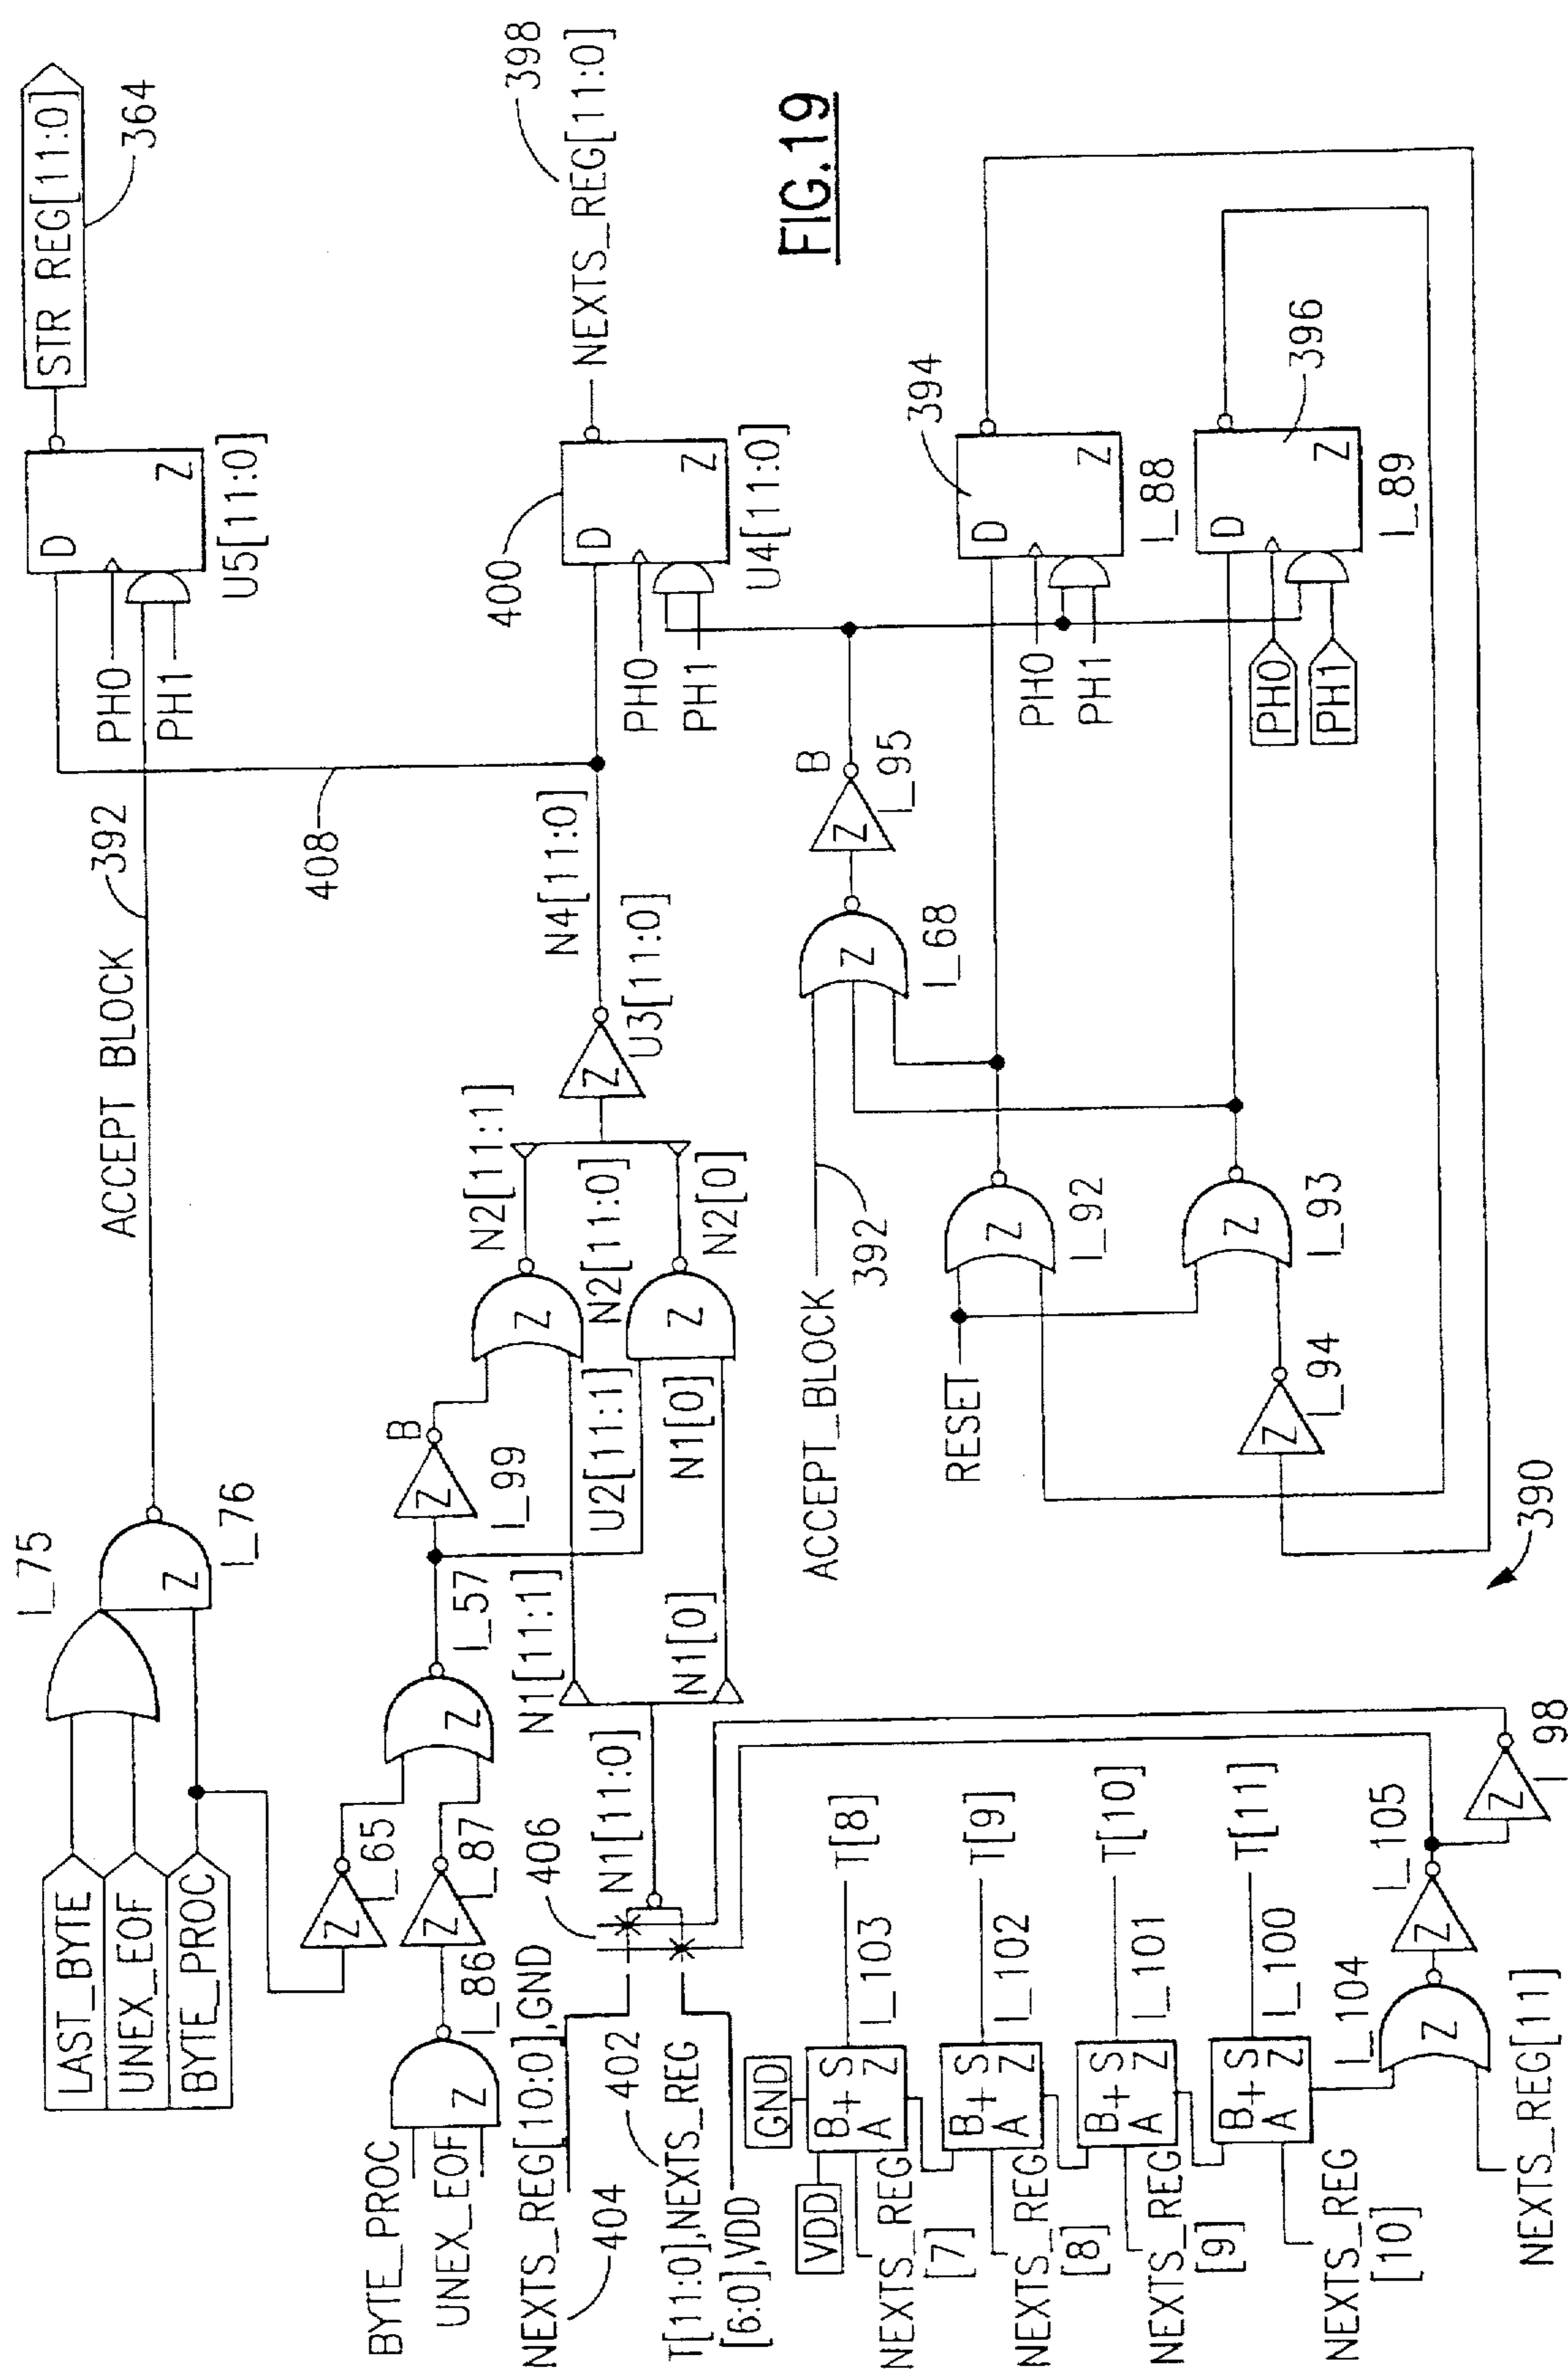 LAST_BYTE
UNEX_EOF
BYTE_PROC
I_75
I_76
Z
ACCEPT BLOCK
392
PH0
PH1
D
Z
U5[11:0]
STR REG[11:0]
364
BYTE_PROC
UNEX_EOF
Z
I_86
Z
I_65
Z
I_87
Z
I_57
B
Z
I_99
N1[11:1]
U2[11:1]
Z
N2[11:1]
N2[11:0]
Z
N2[0]
N1[0]
N1[0]
Z
U3[11:0]
N4[11:0]
408
400
PH0
PH1
D
Z
U4[11:0]
NEXTS_REG[11:0]
398
NEXTS_REG[10:0],GND
404
402
T[11:0],NEXTS_REG
[6:0],VDD
406
N1[11:0]
FIG.19
VDD
GND
B+S
A Z
NEXTS_REG
[7]
I_103
T[8]
B+S
A Z
NEXTS_REG
[8]
I_102
T[9]
B+S
A Z
NEXTS_REG
[9]
I_101
T[10]
B+S
A Z
NEXTS_REG
[10]
I_100
T[11]
I_104
Z
NEXTS_REG[11]
Z
I_105
Z
I_98
ACCEPT_BLOCK
392
Z
I_68
B
Z
I_95
RESET
Z
I_92
Z
I_93
Z
I_94
PH0
PH1
D
Z
394
I_88
PH0
PH1
D
Z
396
I_89
390